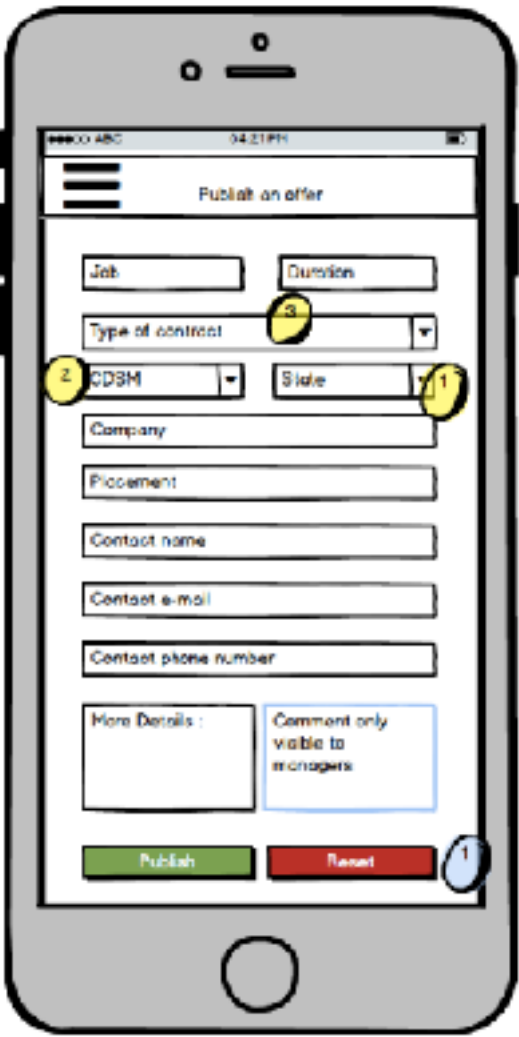 ABC 04:21 PM
Publish an offer
Job Duration
3
Type of contract
2 CDSM State 1
Company
Placement
Contact name
Contact e-mail
Contact phone number
More Details : Comment only
visible to
managers
Publish Reset 1